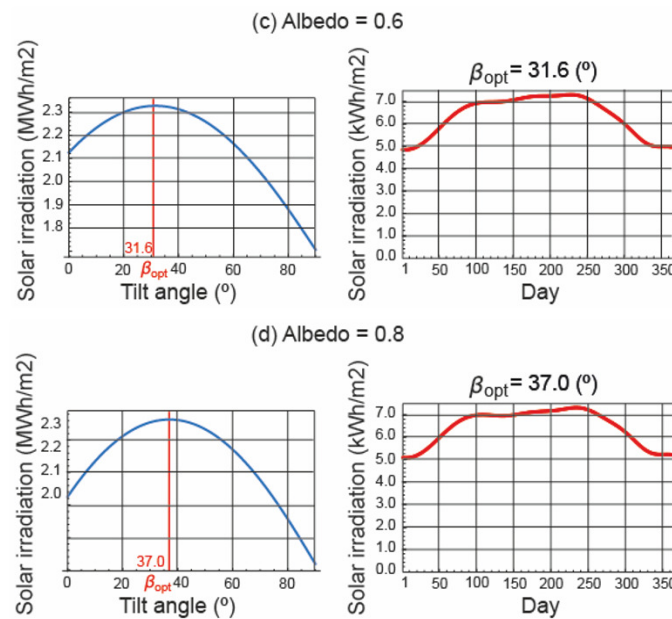 (c) Albedo = 0.6
Solar irradiation (MWh/m2)
2.3
2.2
2.1
2.0
1.9
1.8
31.6
0 20 40 60 80
βopt
Tilt angle (º)
βopt = 31.6 (º)
Solar irradiation (kWh/m2)
7.0
6.0
5.0
4.0
3.0
2.0
1.0
0.0
1 50 100 150 200 250 300 350
Day
(d) Albedo = 0.8
Solar irradiation (MWh/m2)
2.3
2.2
2.1
2.0
37.0
0 20 40 60 80
βopt
Tilt angle (º)
βopt = 37.0 (º)
Solar irradiation (kWh/m2)
7.0
6.0
5.0
4.0
3.0
2.0
1.0
0.0
1 50 100 150 200 250 300 350
Day